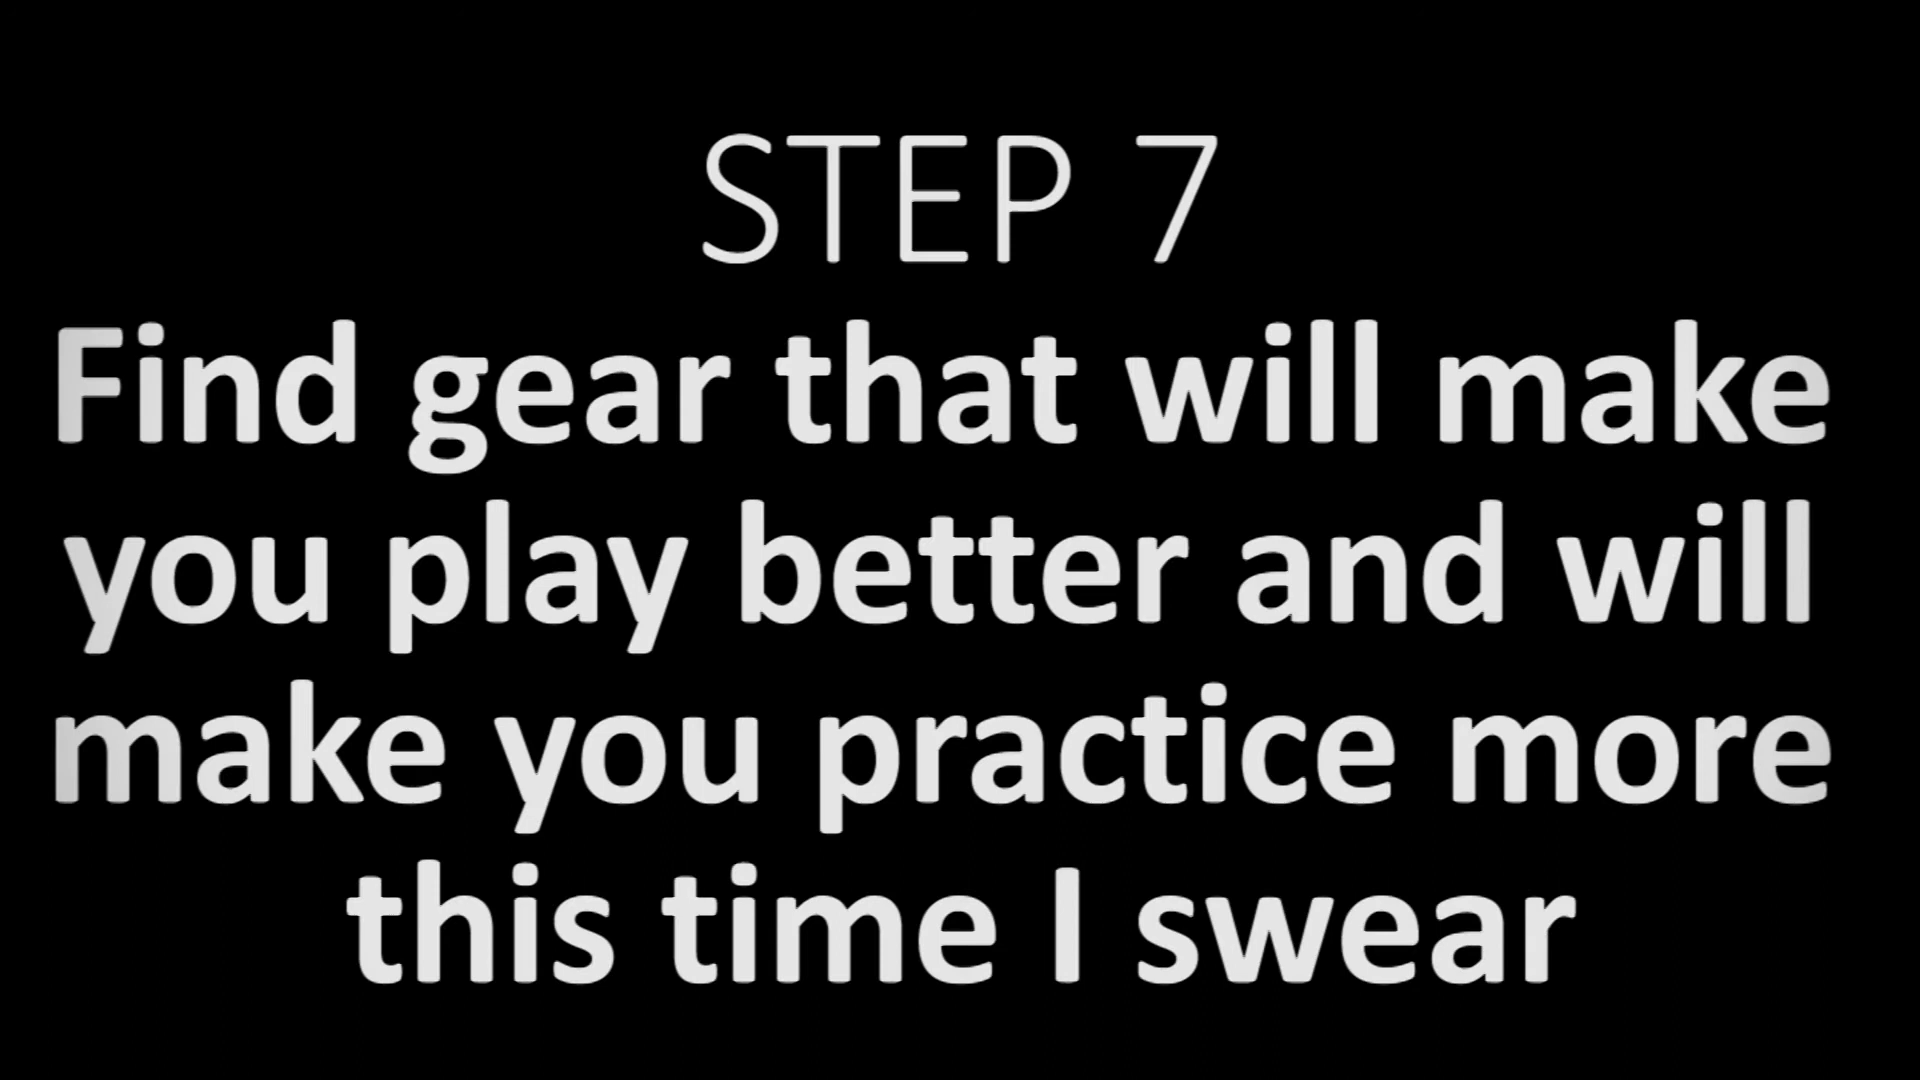 STEP 7
Find gear that will make
you play better and will
make you practice more
this time I swear